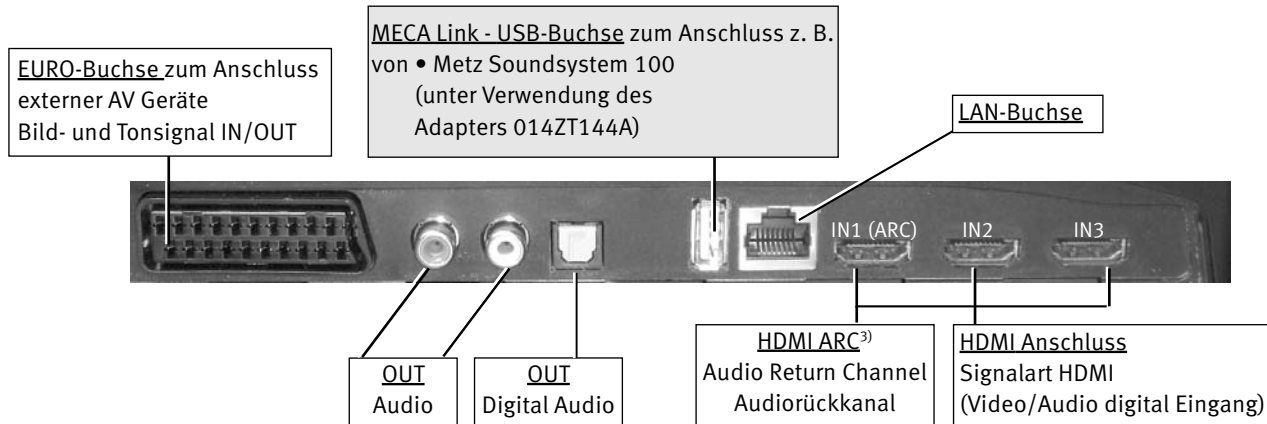 MECA Link - USB-Buchse zum Anschluss z. B.
von • Metz Soundsystem 100
(unter Verwendung des
Adapters 014ZT144A)
EURO-Buchse zum Anschluss
externer AV Geräte
Bild- und Tonsignal IN/OUT
LAN-Buchse
IN1 (ARC)
IN2
IN3
OUT
Audio
OUT
Digital Audio
HDMI ARC3)
Audio Return Channel
Audiorückkanal
HDMI Anschluss
Signalart HDMI
(Video/Audio digital Eingang)